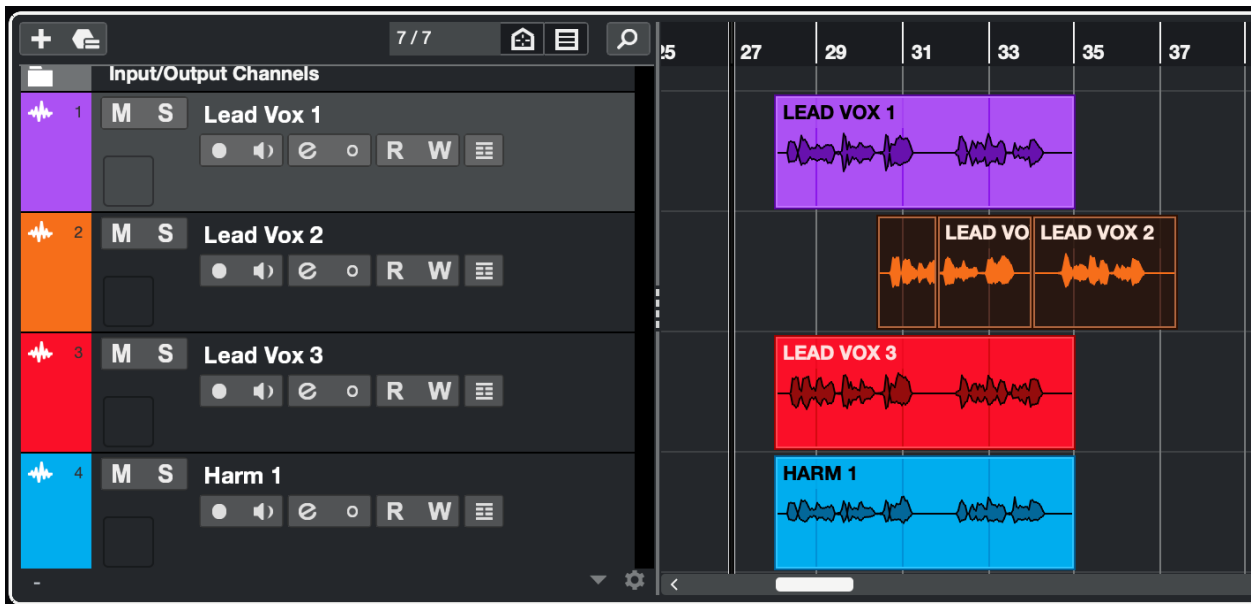 7/7
25 27 29 31 33 35 37
Input/Output Channels
1 M S Lead Vox 1
e R W
LEAD VOX 1
2 M S Lead Vox 2
e R W
LEAD VO LEAD VOX 2
3 M S Lead Vox 3
e R W
LEAD VOX 3
4 M S Harm 1
e R W
HARM 1